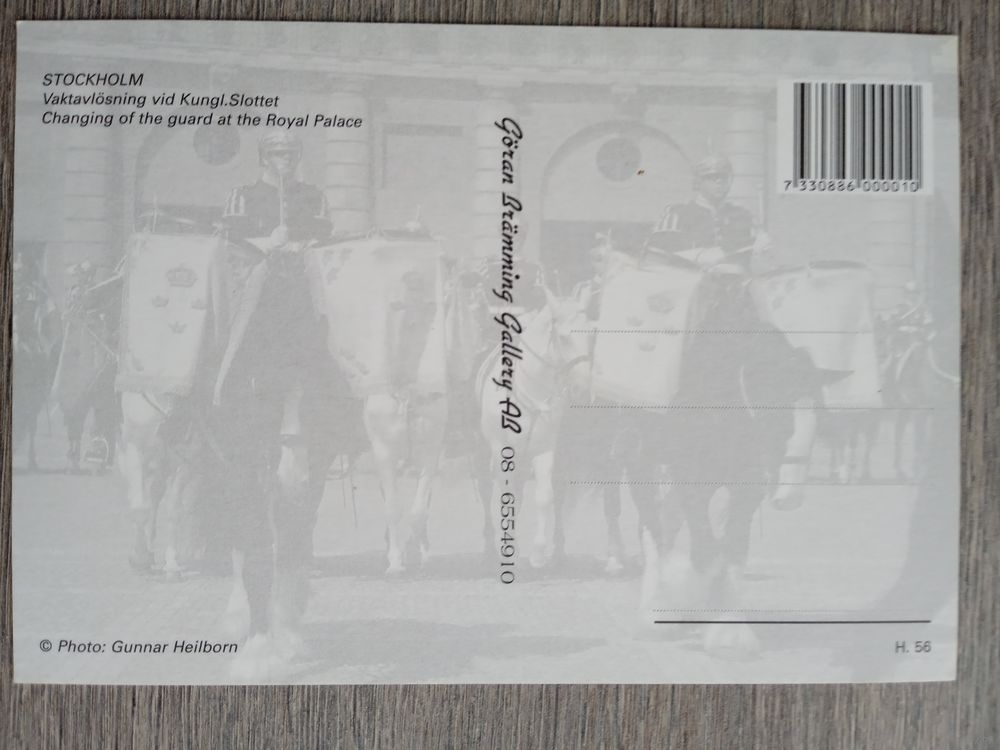 STOCKHOLM
Vaktavlösning vid Kungl.Slottet
Changing of the guard at the Royal Palace
Göran Brämming Gallery AB 08 - 6554910
7 330886 000010
© Photo: Gunnar Heilborn
H. 56